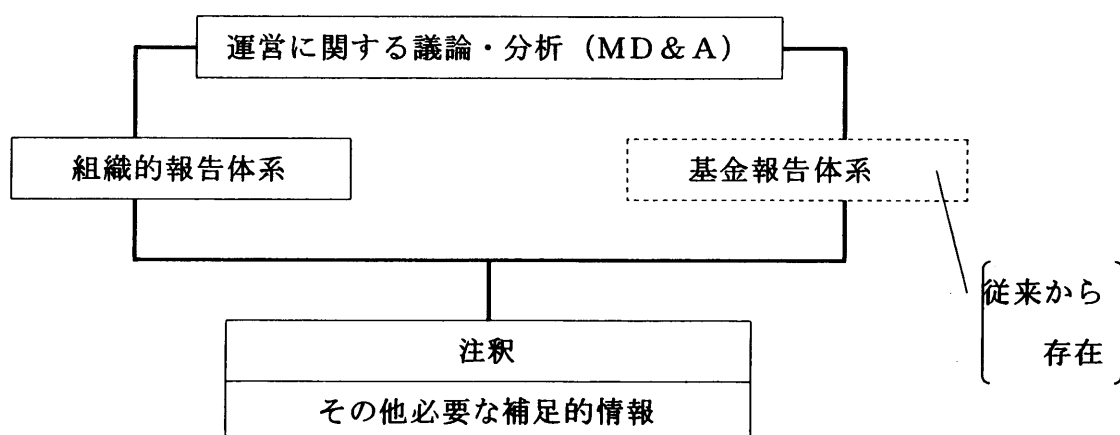 運営に関する議論・分析（MD＆A）
組織的報告体系
基金報告体系
従来から
存在
注釈
その他必要な補足的情報